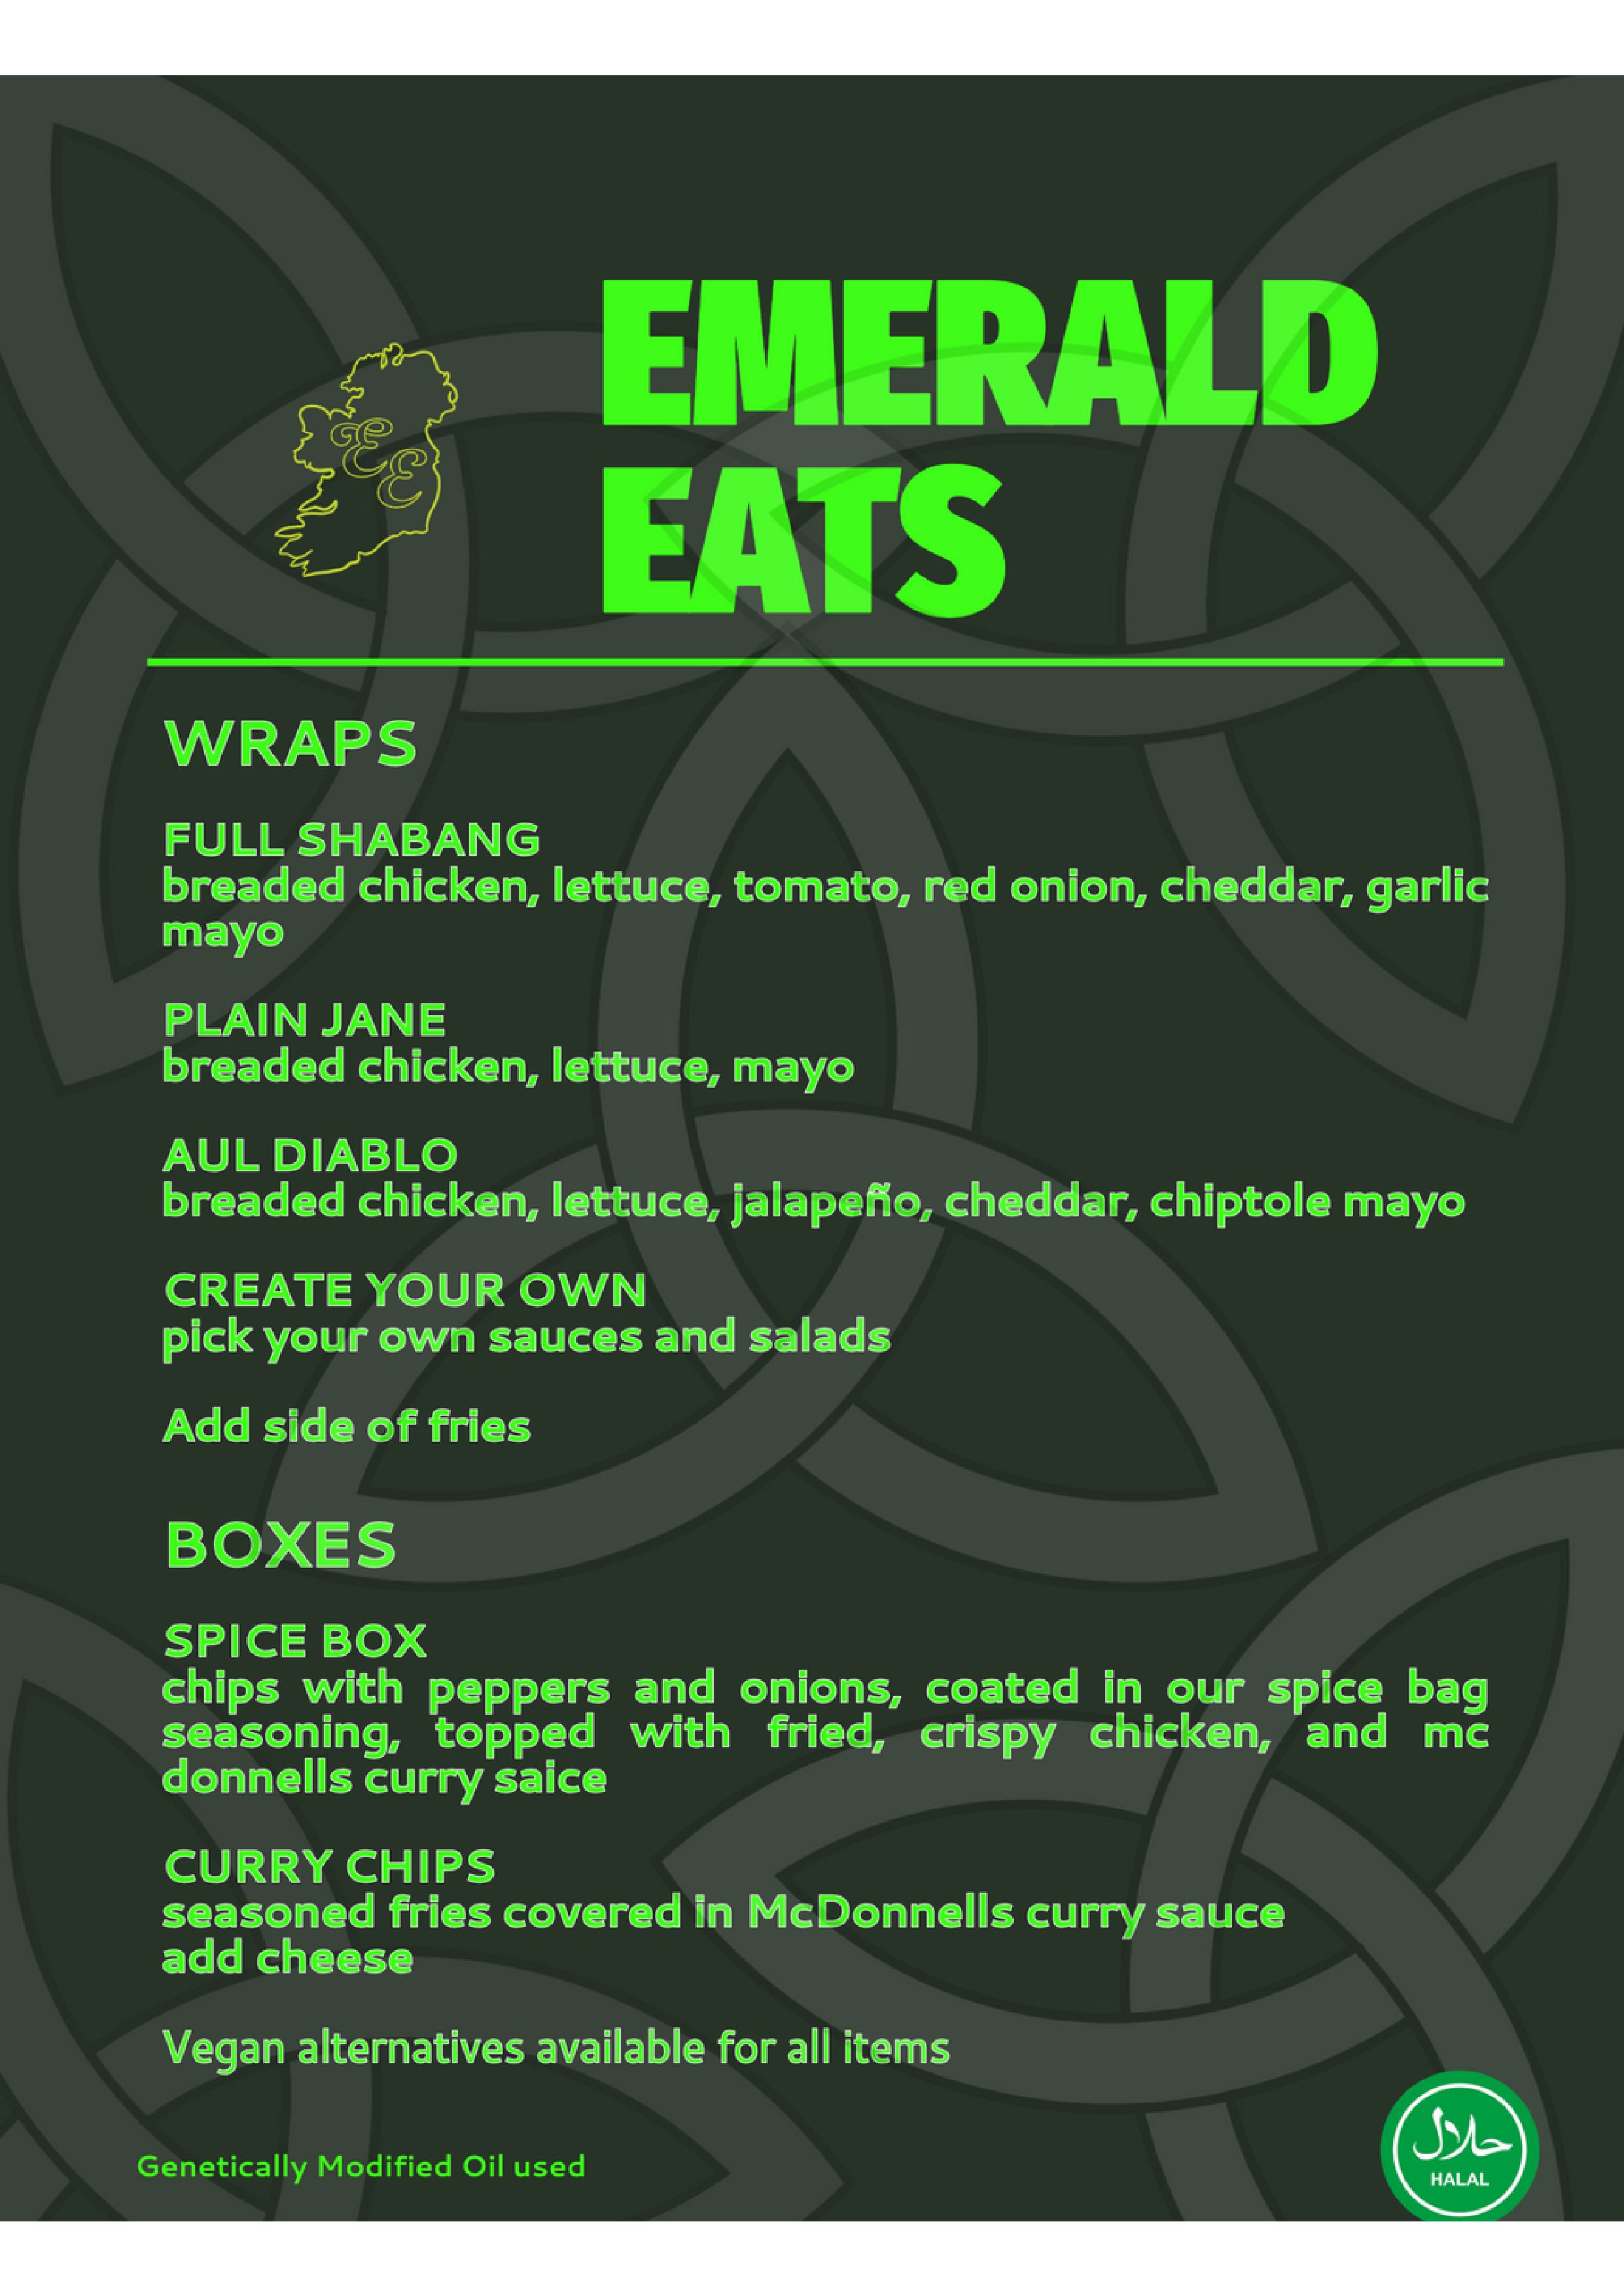 EMERALD
EATS
E
E
WRAPS
FULL SHABANG
breaded chicken, lettuce, tomato, red onion, cheddar, garlic
mayo
PLAIN JANE
breaded chicken, lettuce, mayo
AUL DIABLO
breaded chicken, lettuce, jalapeño, cheddar, chiptole mayo
CREATE YOUR OWN
pick your own sauces and salads
Add side of fries
BOXES
SPICE BOX
chips with peppers and onions, coated in our spice bag
seasoning, topped with fried, crispy chicken, and mc
donnells curry saice
CURRY CHIPS
seasoned fries covered in McDonnells curry sauce
add cheese
Vegan alternatives available for all items
Genetically Modified Oil used
حلال
HALAL